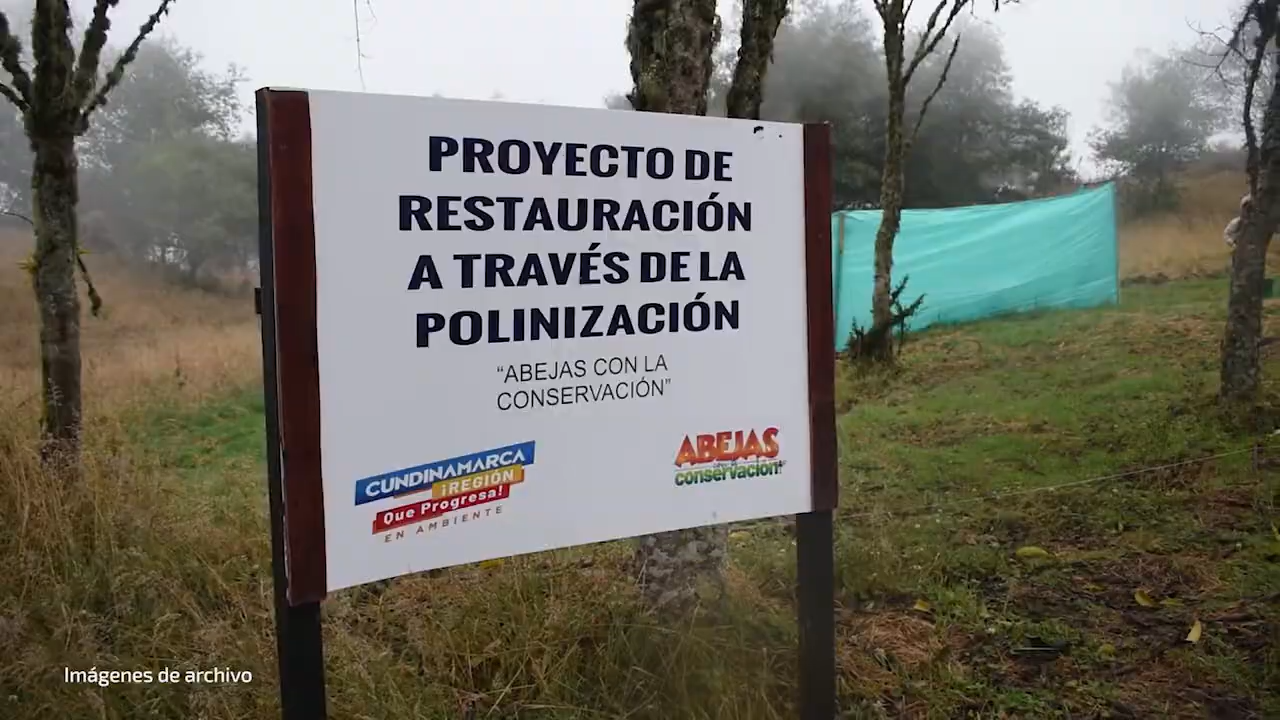 PROYECTO DE
RESTAURACIÓN
A TRAVÉS DE LA
POLINIZACIÓN
“ABEJAS CON LA
CONSERVACIÓN”
CUNDINAMARCA
¡REGIÓN
Que Progresa!
EN AMBIENTE
ABEJAS
conservación!
Imágenes de archivo